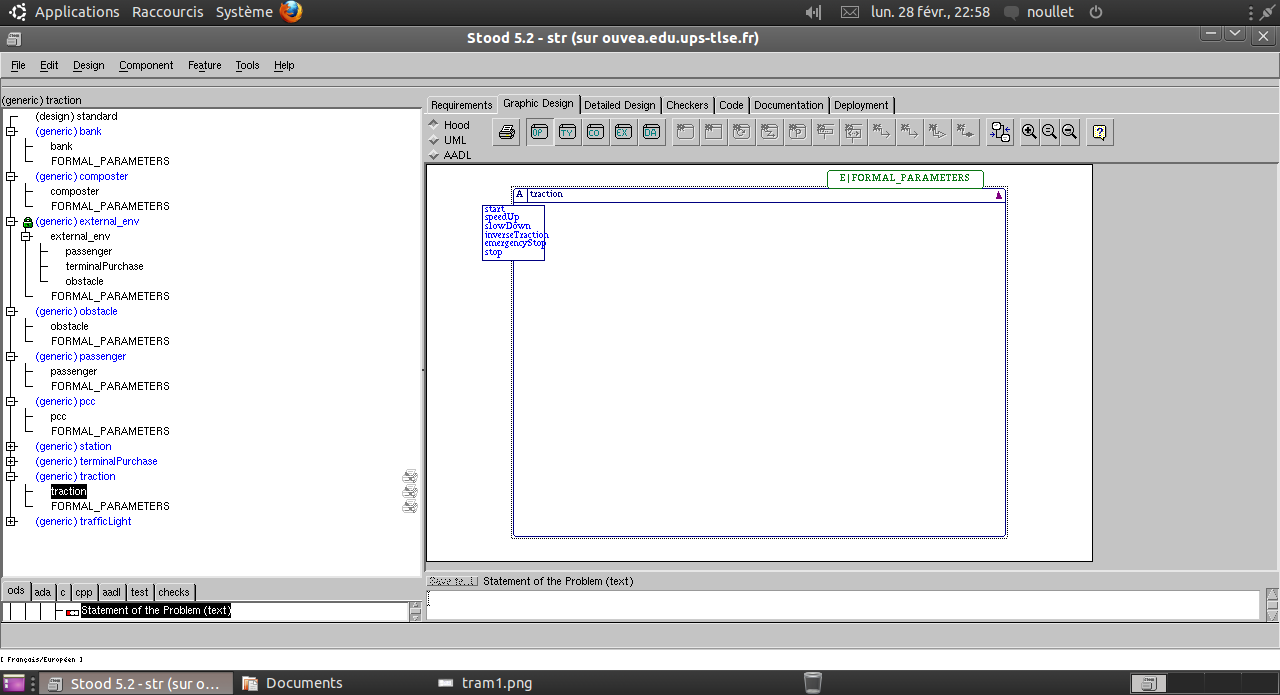 Applications Raccourcis Système lun. 28 févr., 22:58 noullet
Stood 5.2 - str (sur ouvea.edu.ups-tlse.fr)
File Edit Design Component Feature Tools Help
(generic) traction
(design) standard
(generic) bank
bank
FORMAL_PARAMETERS
(generic) composter
composter
FORMAL_PARAMETERS
(generic) external_env
external_env
passenger
terminalPurchase
obstacle
FORMAL_PARAMETERS
(generic) obstacle
obstacle
FORMAL_PARAMETERS
(generic) passenger
passenger
FORMAL_PARAMETERS
(generic) pcc
pcc
FORMAL_PARAMETERS
(generic) station
(generic) terminalPurchase
(generic) traction
traction
FORMAL_PARAMETERS
(generic) trafficLight
ods ada c cpp aadl test checks
Statement of the Problem (text)
Requirements Graphic Design Detailed Design Checkers Code Documentation Deployment
Hood
UML
AADL
OP TY CO EX DA
E|FORMAL_PARAMETERS
A traction
start
speedUp
slowDown
inverseTraction
emergencyStop
stop
Statement of the Problem (text)
[ Français/Européen ]
Stood 5.2 - str (sur o... Documents tram1.png